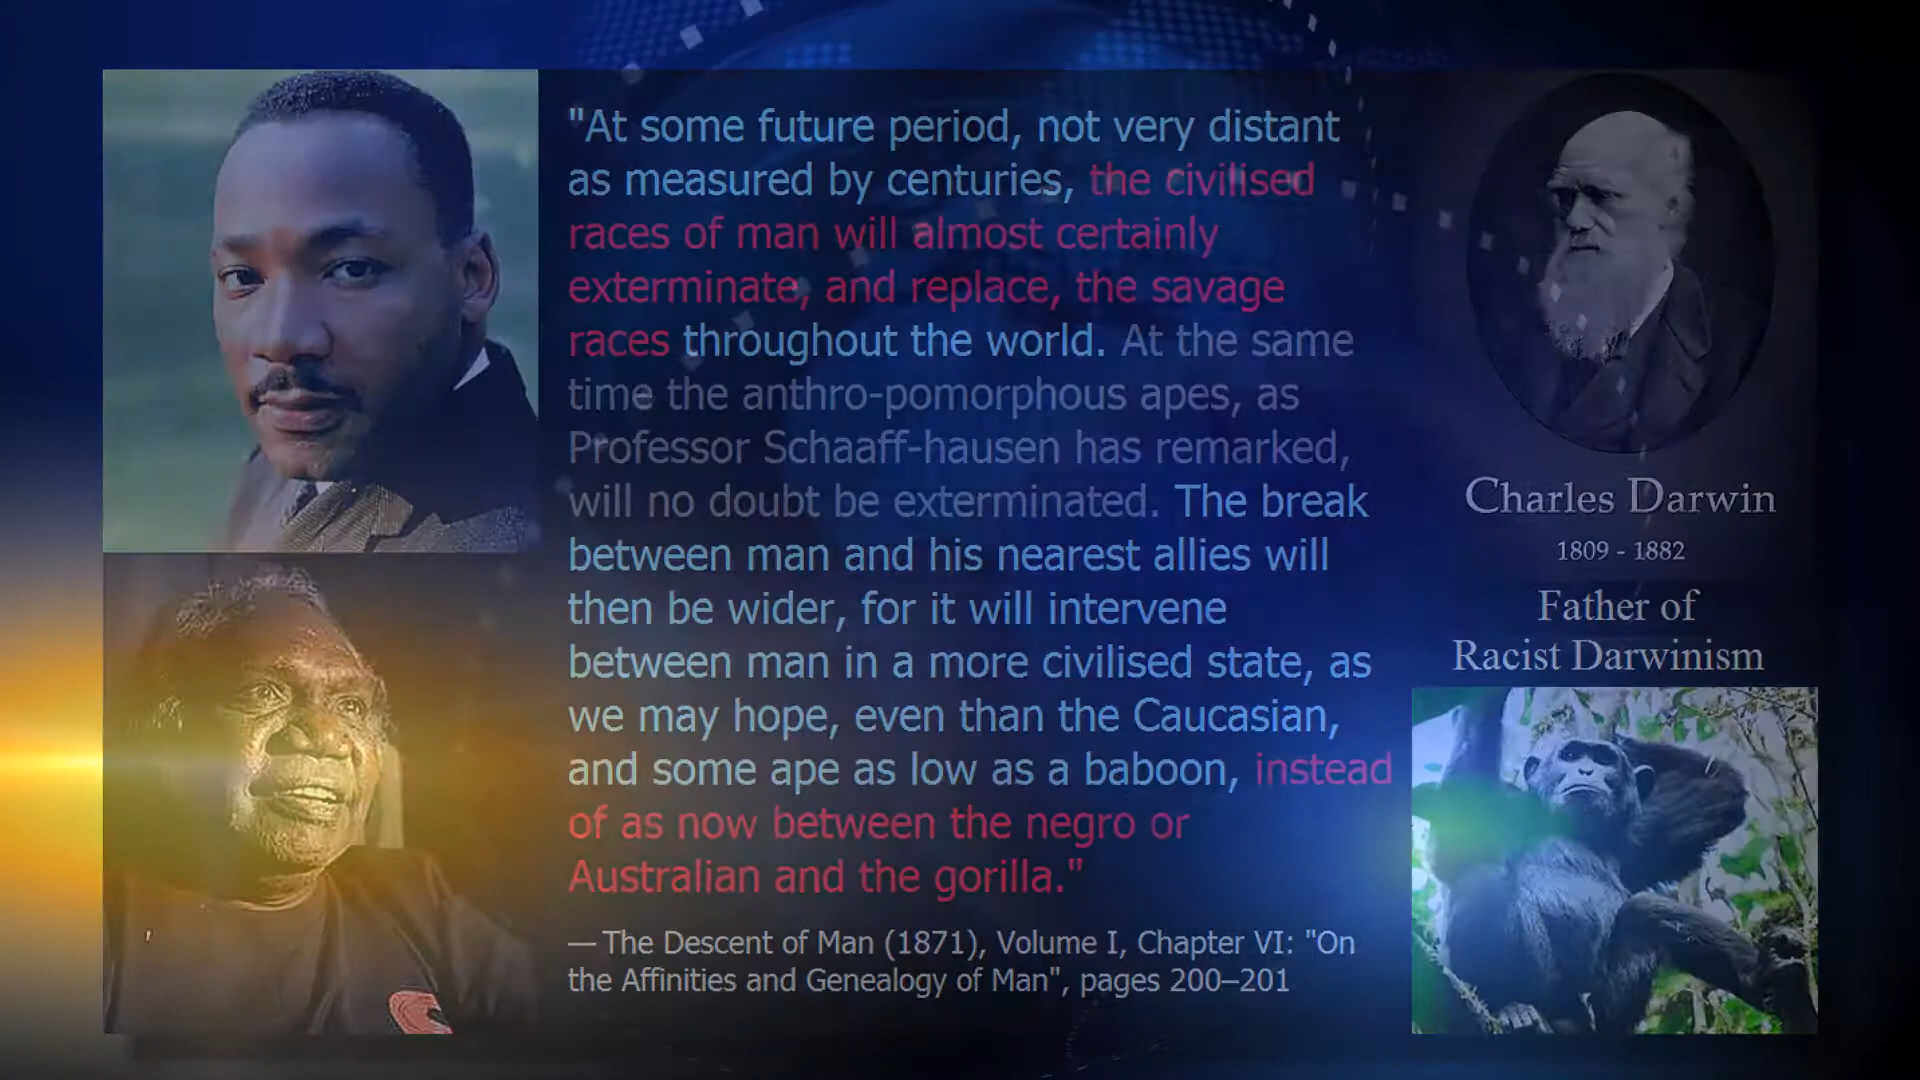 "At some future period, not very distant
as measured by centuries, the civilised
races of man will almost certainly
exterminate, and replace, the savage
races throughout the world. At the same
time the anthro-pomorphous apes, as
Professor Schaaff-hausen has remarked,
will no doubt be exterminated. The break
between man and his nearest allies will
then be wider, for it will intervene
between man in a more civilised state, as
we may hope, even than the Caucasian,
and some ape as low as a baboon, instead
of as now between the negro or
Australian and the gorilla."
— The Descent of Man (1871), Volume I, Chapter VI: "On
the Affinities and Genealogy of Man", pages 200–201
Charles Darwin
1809 - 1882
Father of
Racist Darwinism